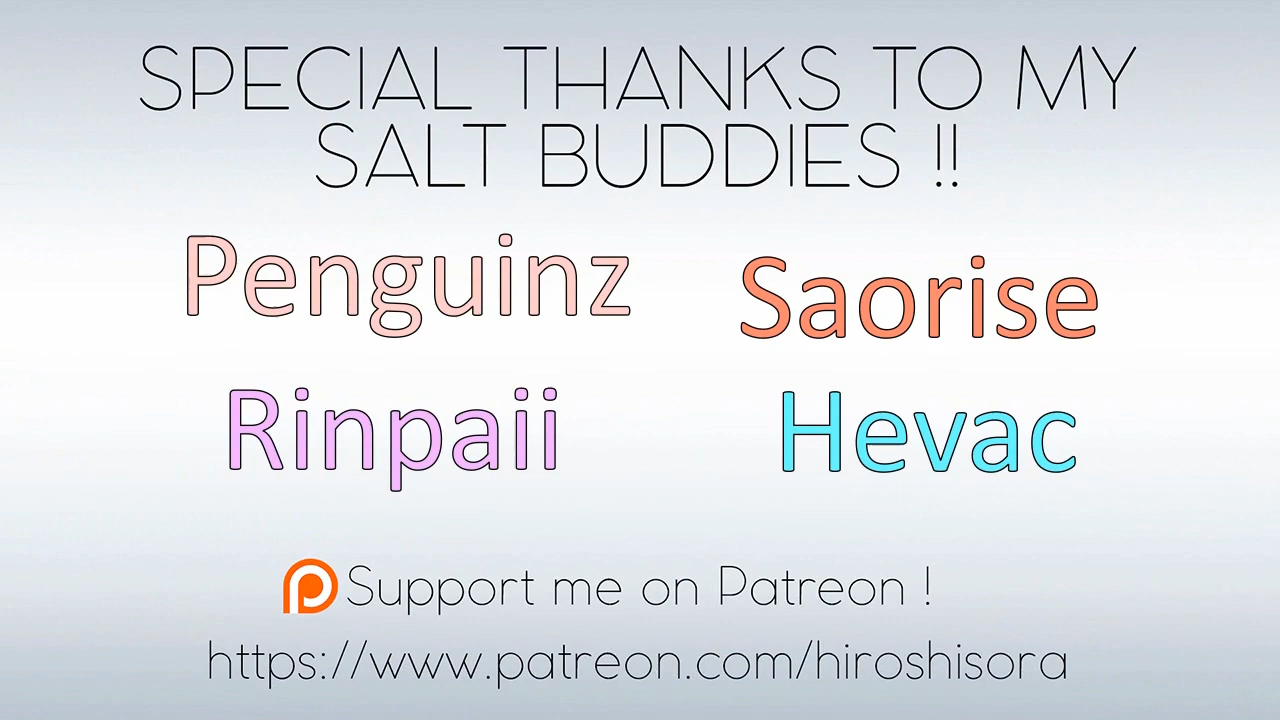 SPECIAL THANKS TO MY
SALT BUDDIES !!
Penguinz
Saorise
Rinpaii
Hevac
Support me on Patreon !
https://www.patreon.com/hiroshisora